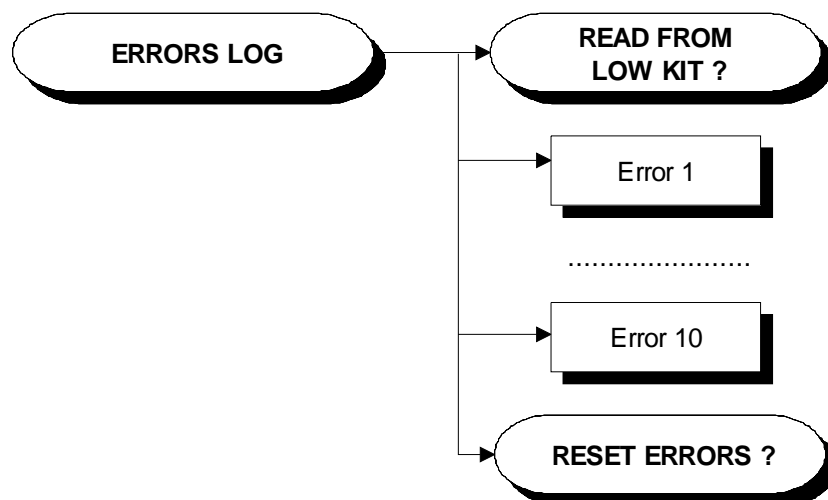 ERRORS LOG
READ FROM
LOW KIT ?
Error 1
.......................
Error 10
RESET ERRORS ?